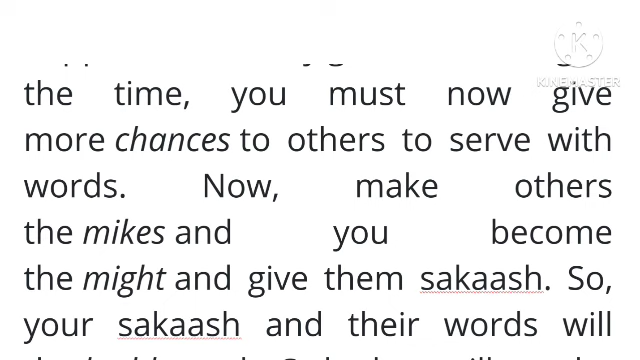 KINEMASTER
the time, you must now give
more chances to others to serve with
words. Now, make others
the mikes and you become
the might and give them sakaash. So,
your sakaash and their words will